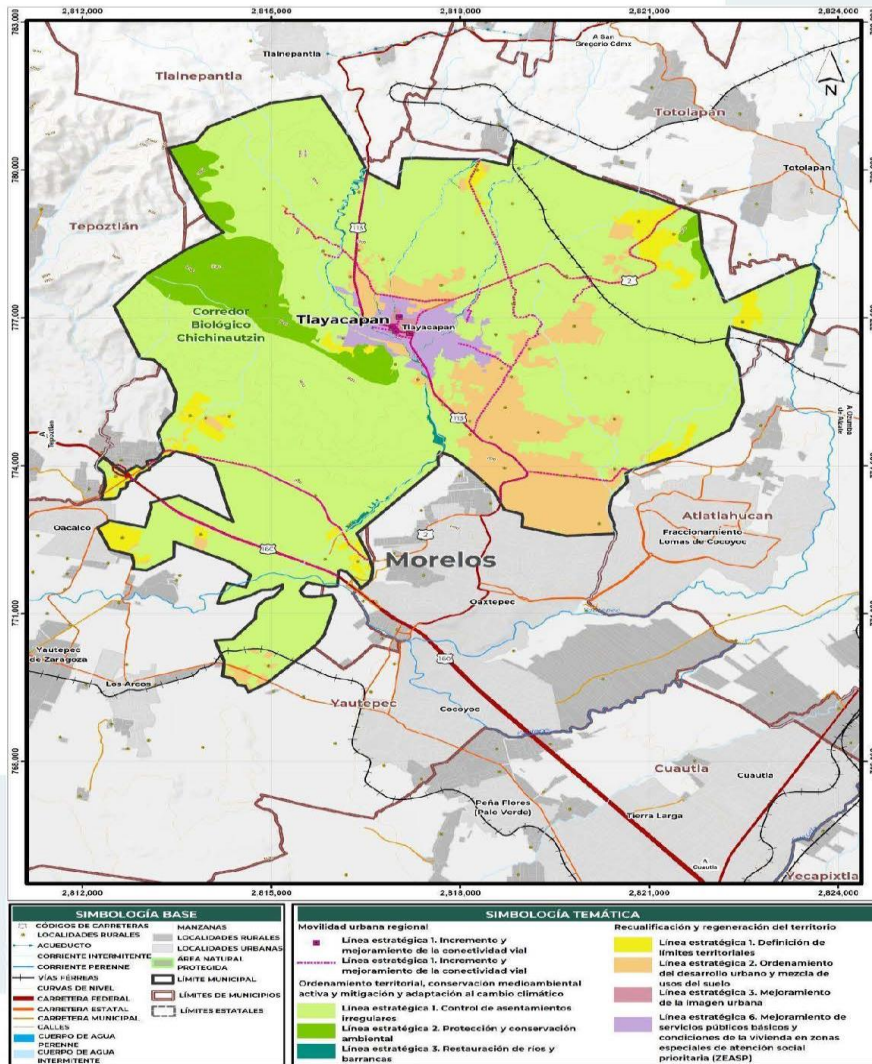 2,812,000 2,815,000 2,818,000 2,821,000 2,824,000
783,000
A San
Gregorio Cdmx
Tlalnepantla
Tlalnepantla
N
Totolapan
780,000
Totolapan
Tepoztlán
115
2
777,000
Corredor
Biológico
Chichinautzin
Tlayacapan
Tlayacapan
115
A
Tepoztlán
774,000
Oacalco
160
2
Atlatlahucan
Fraccionamiento
Lomas de Cocoyoc
Morelos
Oaxtepec
771,000
Yautepec
de Zaragoza
Los Arcos
160
Yautepec
Cocoyoc
768,000
Cuautla
Cuautla
Peña Flores
(Palo Verde)
Tierra Larga
A
Cuautla
Yecapixtla
2,812,000 2,815,000 2,818,000 2,821,000 2,824,000
SIMBOLOGÍA BASE
CÓDIGOS DE CARRETERAS
LOCALIDADES RURALES
ACUEDUCTO
CORRIENTE INTERMITENTE
CORRIENTE PERENNE
VÍAS FÉRREAS
CURVAS DE NIVEL
CARRETERA FEDERAL
CARRETERA ESTATAL
CARRETERA MUNICIPAL
CALLES
CUERPO DE AGUA
PERENNE
CUERPO DE AGUA
INTERMITENTE
MANZANAS
LOCALIDADES RURALES
LOCALIDADES URBANAS
ÁREA NATURAL
PROTEGIDA
LÍMITE MUNICIPAL
LÍMITES DE MUNICIPIOS
LÍMITES ESTATALES
SIMBOLOGÍA TEMÁTICA
Movilidad urbana regional
Línea estratégica 1. Incremento y
mejoramiento de la conectividad vial
Línea estratégica 1. Incremento y
mejoramiento de la conectividad vial
Ordenamiento territorial, conservación medioambiental
activa y mitigación y adaptación al cambio climático
Línea estratégica 1. Control de asentamientos
irregulares
Línea estratégica 2. Protección y conservación
ambiental
Línea estratégica 3. Restauración de ríos y
barrancas
Recualificación y regeneración del territorio
Línea estratégica 1. Definición de
límites territoriales
Línea estratégica 2. Ordenamiento
del desarrollo urbano y mezcla de
usos del suelo
Línea estratégica 3. Mejoramiento
de la imagen urbana
Línea estratégica 6. Mejoramiento de
servicios públicos básicos y
condiciones de la vivienda en zonas
especiales de atención social
prioritaria (ZEASP)